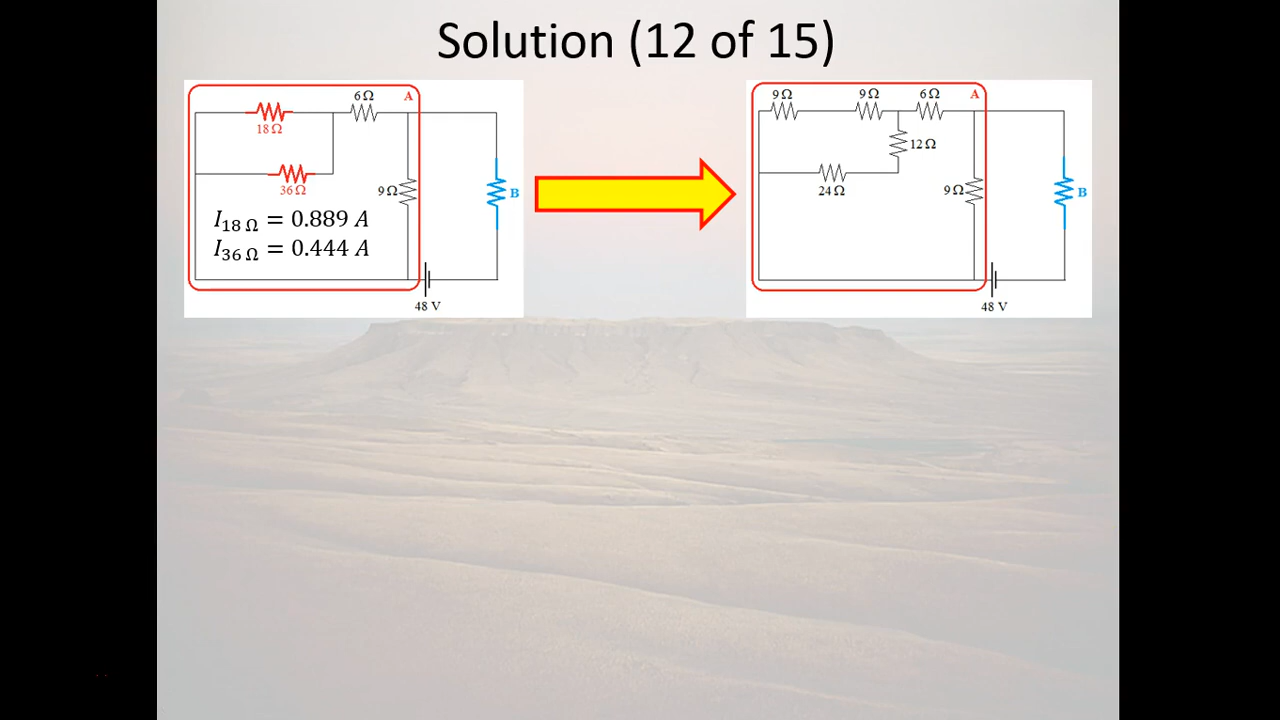 Solution (12 of 15)
6 Ω
A
18 Ω
36 Ω
9 Ω
B
I₁₈ Ω = 0.889 A
I₃₆ Ω = 0.444 A
48 V
9 Ω
9 Ω
6 Ω
A
12 Ω
24 Ω
9 Ω
B
48 V